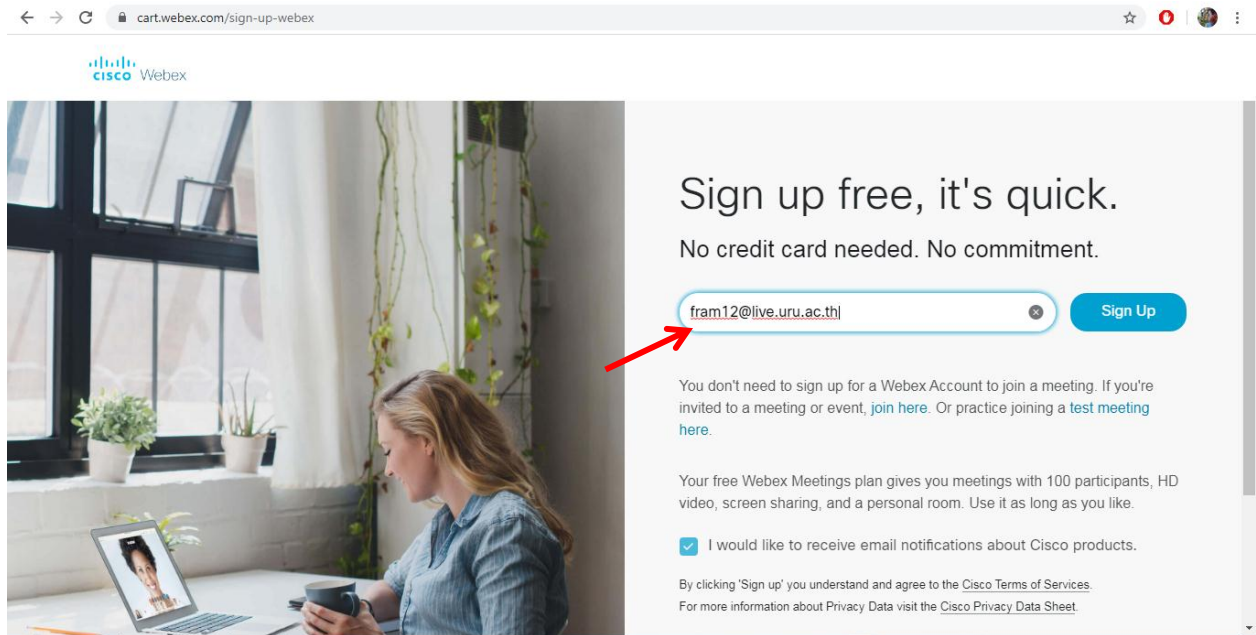 cart.webex.com/sign-up-webex
cisco Webex
Sign up free, it's quick.
No credit card needed. No commitment.
fram12@live.uru.ac.th
Sign Up
You don't need to sign up for a Webex Account to join a meeting. If you're
invited to a meeting or event, join here. Or practice joining a test meeting
here.
Your free Webex Meetings plan gives you meetings with 100 participants, HD
video, screen sharing, and a personal room. Use it as long as you like.
I would like to receive email notifications about Cisco products.
By clicking 'Sign up' you understand and agree to the Cisco Terms of Services.
For more information about Privacy Data visit the Cisco Privacy Data Sheet.